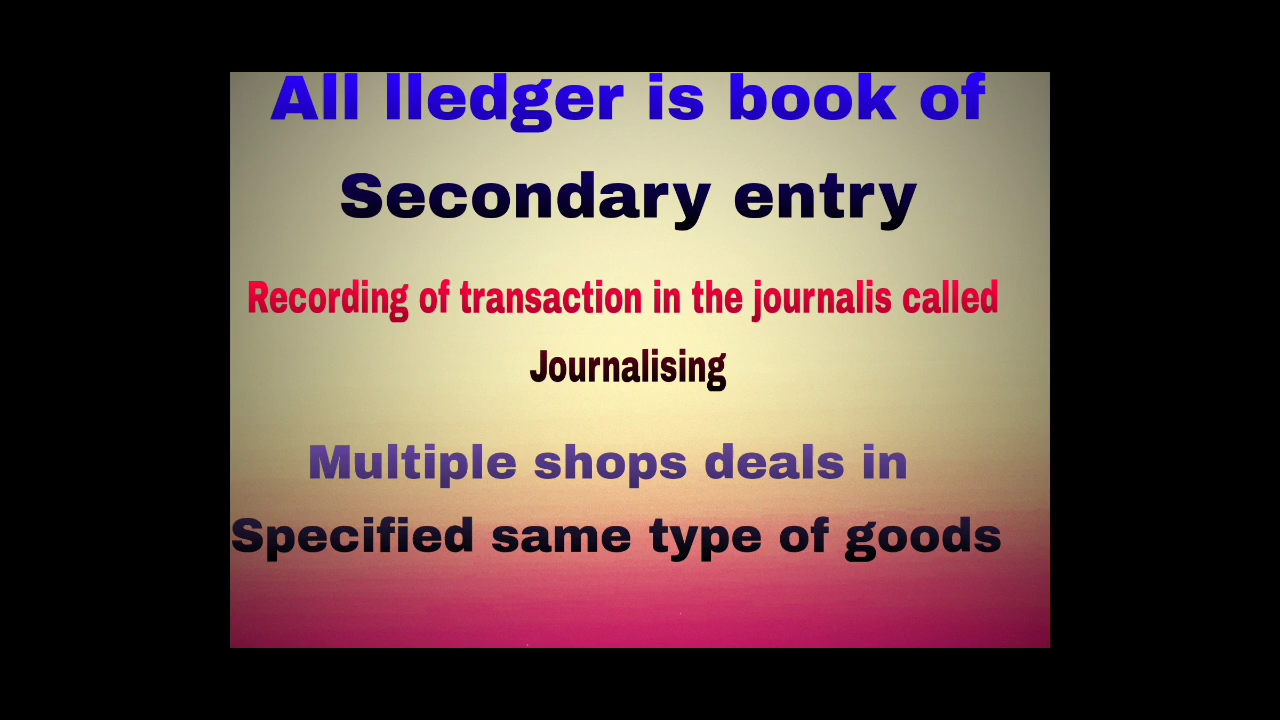 All lledger is book of
Secondary entry
Recording of transaction in the journalis called
Journalising
Multiple shops deals in
Specified same type of goods